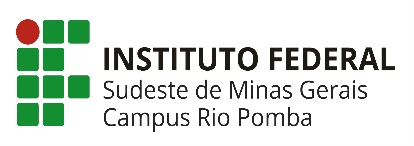 INSTITUTO FEDERAL
Sudeste de Minas Gerais
Campus Rio Pomba